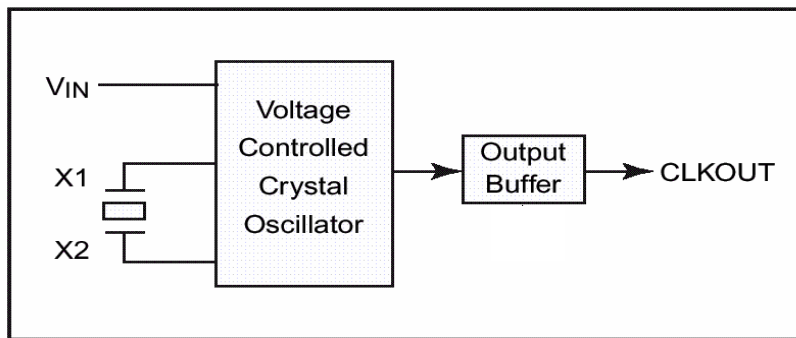 VIN
X1
X2
Voltage
Controlled
Crystal
Oscillator
Output
Buffer
CLKOUT